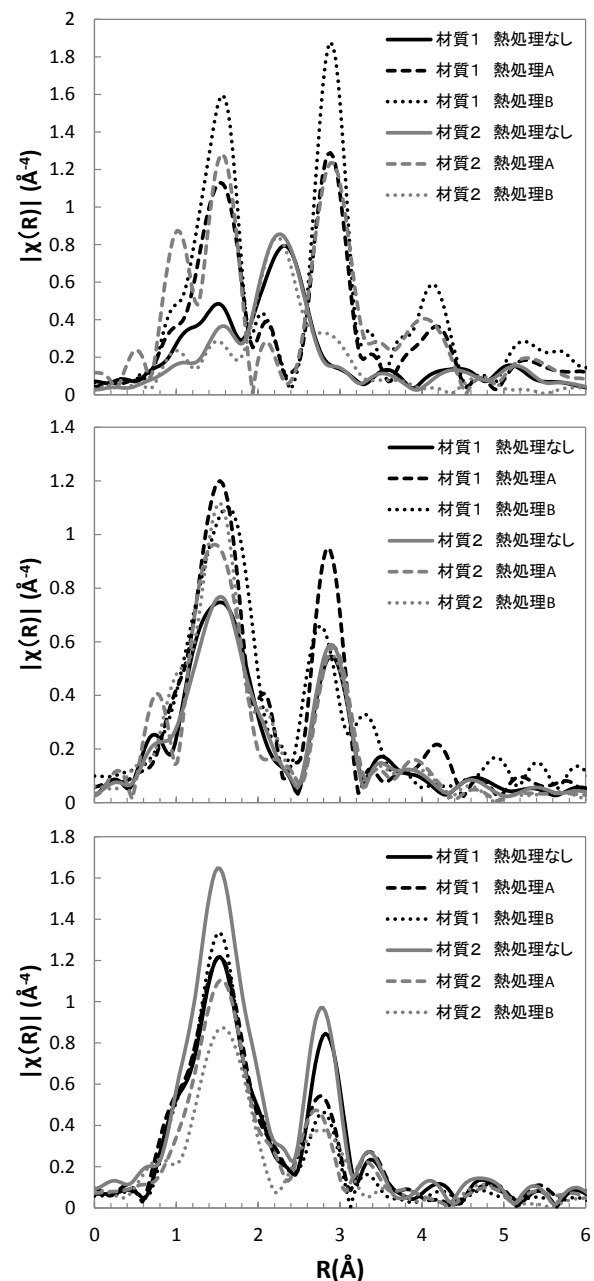 2
1.8
1.6
1.4
1.2
1
0.8
0.6
0.4
0.2
0
|χ(R)| (Å⁻⁴)
材質1 熱処理なし
材質1 熱処理A
材質1 熱処理B
材質2 熱処理なし
材質2 熱処理A
材質2 熱処理B
1.4
1.2
1
0.8
0.6
0.4
0.2
0
|χ(R)| (Å⁻⁴)
材質1 熱処理なし
材質1 熱処理A
材質1 熱処理B
材質2 熱処理なし
材質2 熱処理A
材質2 熱処理B
1.8
1.6
1.4
1.2
1
0.8
0.6
0.4
0.2
0
|χ(R)| (Å⁻⁴)
材質1 熱処理なし
材質1 熱処理A
材質1 熱処理B
材質2 熱処理なし
材質2 熱処理A
材質2 熱処理B
0 1 2 3 4 5 6
R(Å)